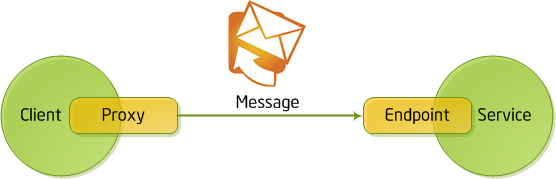 Message
Client
Proxy
Endpoint
Service